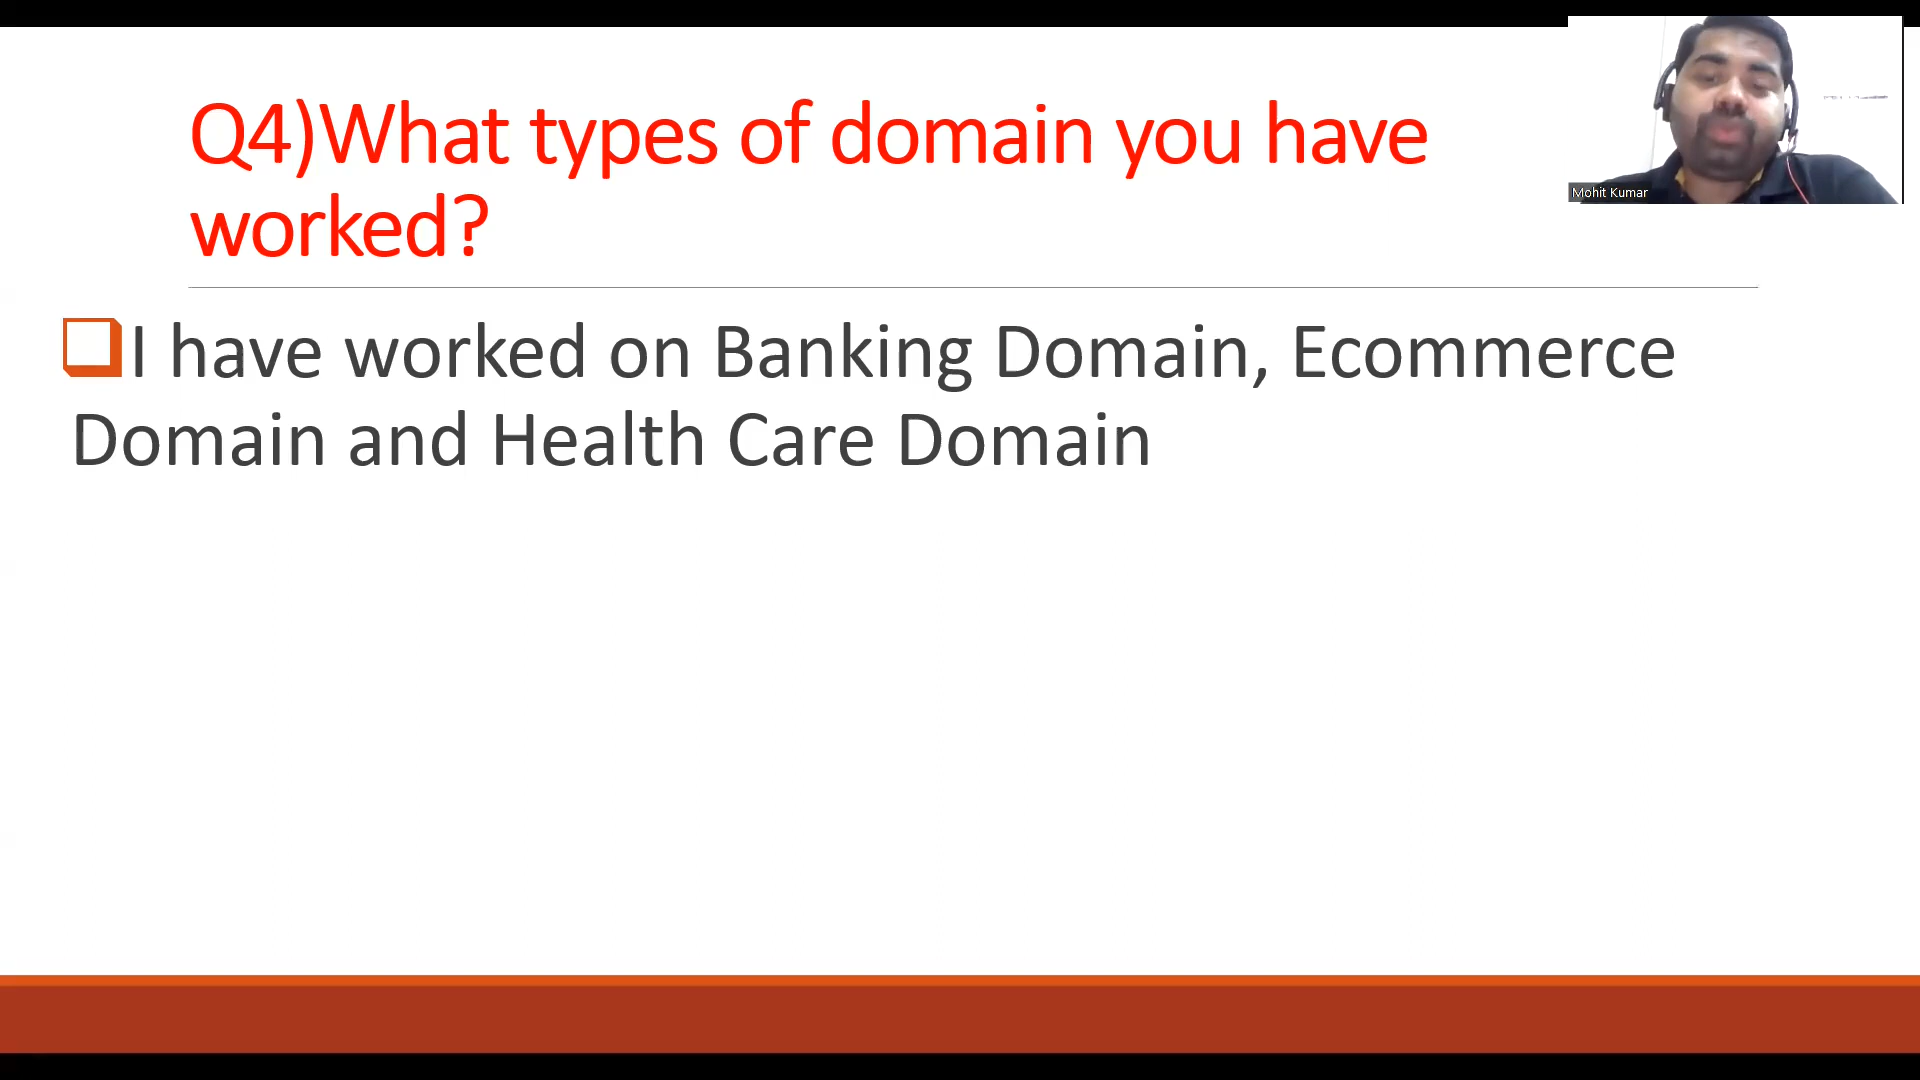 Q4)What types of domain you have
worked?
Mohit Kumar
I have worked on Banking Domain, Ecommerce
Domain and Health Care Domain